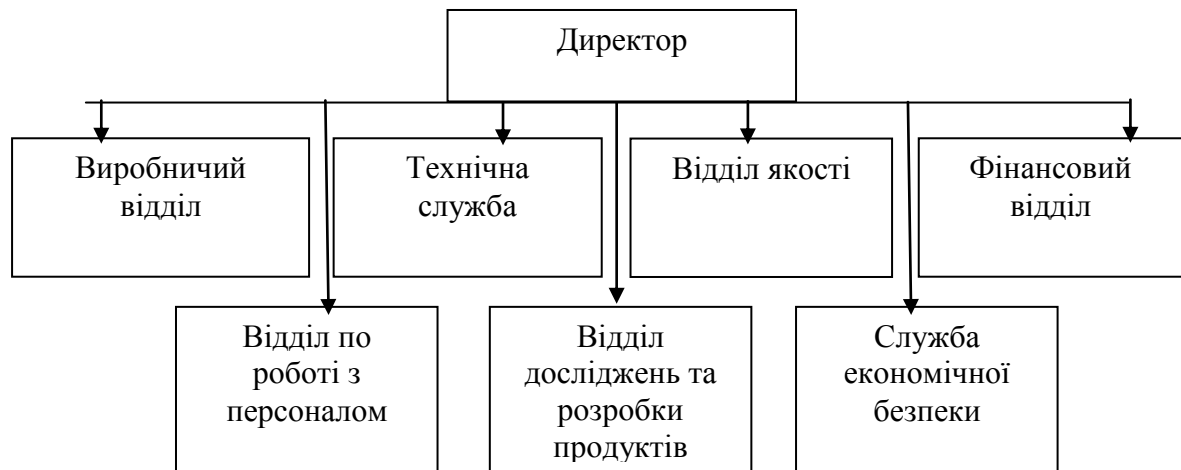 Директор
Виробничий
відділ
Технічна
служба
Відділ якості
Фінансовий
відділ
Відділ по
роботі з
персоналом
Відділ
досліджень та
розробки
продуктів
Служба
економічної
безпеки